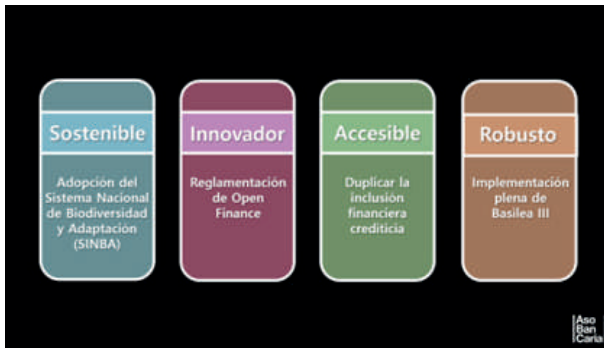 Sostenible
Adopción del
Sistema Nacional
de Biodiversidad
y Adaptación
(SINBA)
Innovador
Reglamentación
de Open
Finance
Accesible
Duplicar la
inclusión
financiera
crediticia
Robusto
Implementación
plena de
Basilea III
Aso
Ban
Caria